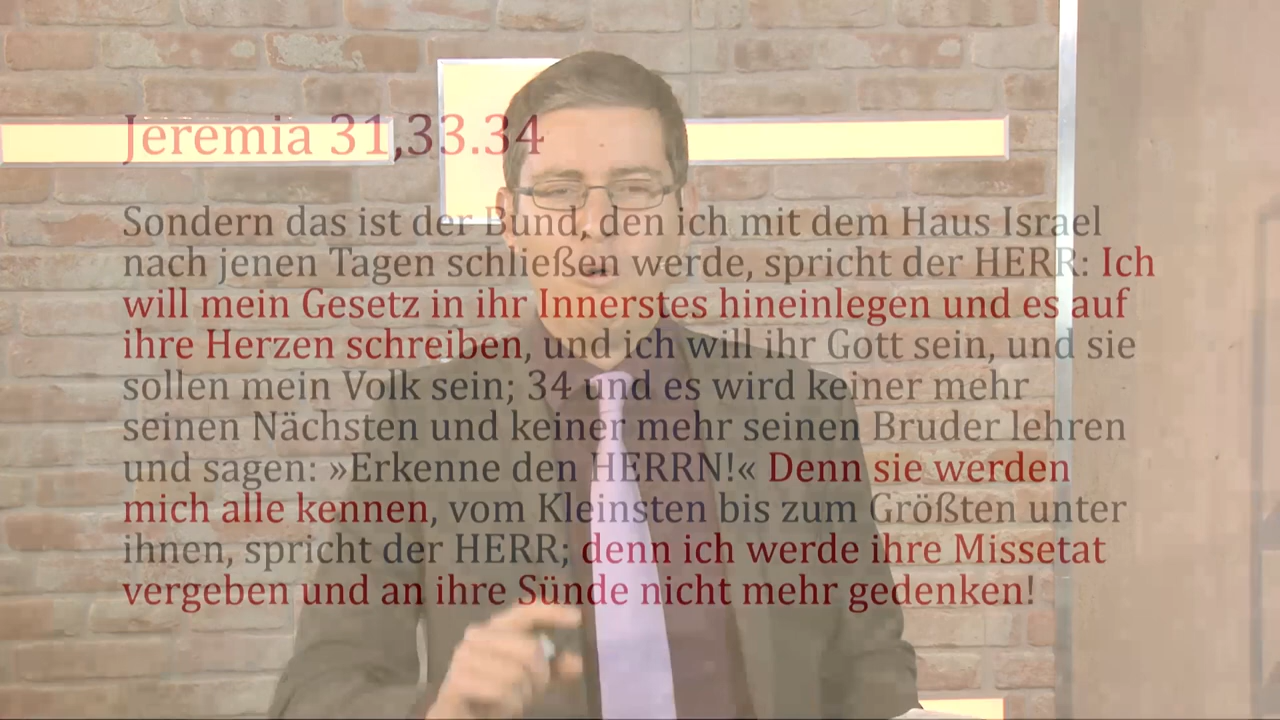 Jeremia 31,33.34
Sondern das ist der Bund, den ich mit dem Haus Israel
nach jenen Tagen schließen werde, spricht der HERR: Ich
will mein Gesetz in ihr Innerstes hineinlegen und es auf
ihre Herzen schreiben, und ich will ihr Gott sein, und sie
sollen mein Volk sein; 34 und es wird keiner mehr
seinen Nächsten und keiner mehr seinen Bruder lehren
und sagen: »Erkenne den HERRN!« Denn sie werden
mich alle kennen, vom Kleinsten bis zum Größten unter
ihnen, spricht der HERR; denn ich werde ihre Missetat
vergeben und an ihre Sünde nicht mehr gedenken!